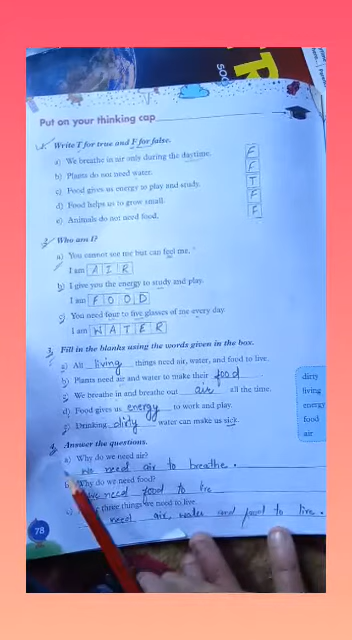 Put on your thinking cap
1. Write T for true and F for false.
a) We breathe in air only during the daytime. F
b) Plants do not need water. F
c) Food gives us energy to play and study. T
d) Food helps us to grow small. F
e) Animals do not need food. F
2. Who am I?
a) You cannot see me but can feel me.
I am A I R
b) I give you the energy to study and play.
I am F O O D
c) You need four to five glasses of me every day.
I am W A T E R
3. Fill in the blanks using the words given in the box.
a) All living things need air, water, and food to live.
b) Plants need air and water to make their food
c) We breathe in and breathe out air all the time.
d) Food gives us energy to work and play.
e) Drinking dirty water can make us sick.
dirty
living
energy
food
air
4. Answer the questions.
a) Why do we need air?
We need air to breathe.
b) Why do we need food?
We need food to live
three things we need to live.
need air, water and food to live.
78